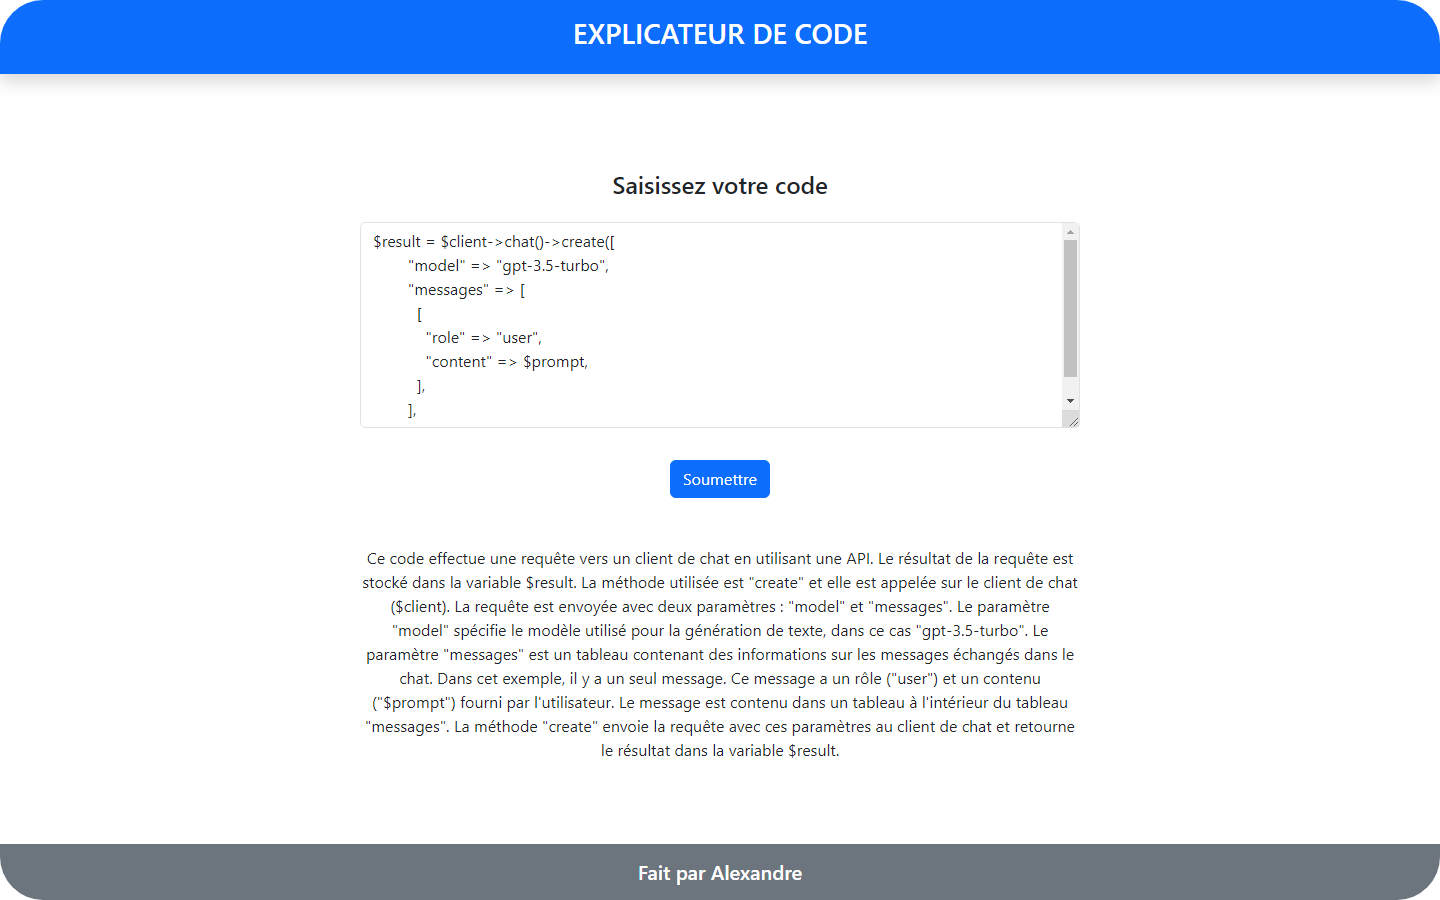 EXPLICATEUR DE CODE
Saisissez votre code
$result = $client->chat()->create([
"model" => "gpt-3.5-turbo",
"messages" => [
[
"role" => "user",
"content" => $prompt,
],
],
Soumettre
Ce code effectue une requête vers un client de chat en utilisant une API. Le résultat de la requête est
stocké dans la variable $result. La méthode utilisée est "create" et elle est appelée sur le client de chat
($client). La requête est envoyée avec deux paramètres : "model" et "messages". Le paramètre
"model" spécifie le modèle utilisé pour la génération de texte, dans ce cas "gpt-3.5-turbo". Le
paramètre "messages" est un tableau contenant des informations sur les messages échangés dans le
chat. Dans cet exemple, il y a un seul message. Ce message a un rôle ("user") et un contenu
("$prompt") fourni par l'utilisateur. Le message est contenu dans un tableau à l'intérieur du tableau
"messages". La méthode "create" envoie la requête avec ces paramètres au client de chat et retourne
le résultat dans la variable $result.
Fait par Alexandre